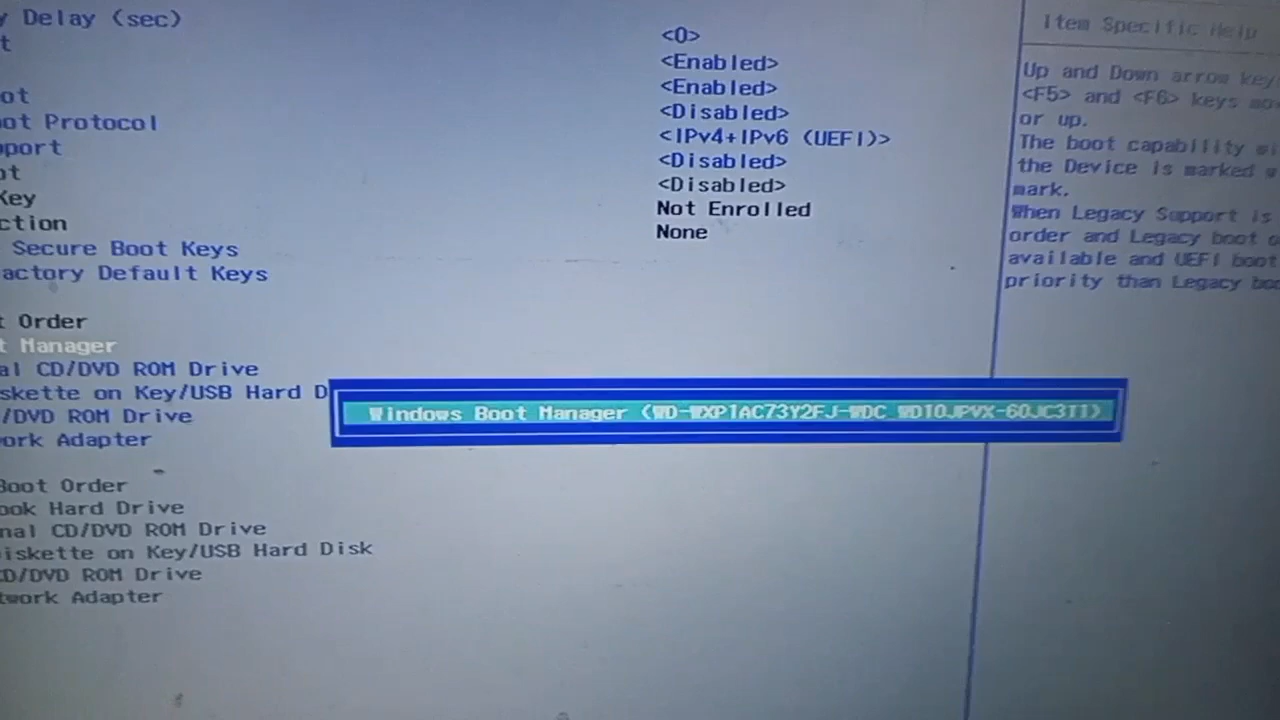 y Delay (sec)
<0>
t
<Enabled>
<Enabled>
ot
<Disabled>
ot Protocol
<IPv4+IPv6 (UEFI)>
pport
<Disabled>
ot
<Disabled>
Key
Not Enrolled
ction
None
Secure Boot Keys
actory Default Keys
t Order
t Manager
al CD/DVD ROM Drive
skette on Key/USB Hard D
/DVD ROM Drive
ork Adapter
Windows Boot Manager (WD-WXP1AC73Y2FJ-WDC WD10JPVX-60JC3T1)
Boot Order
ook Hard Drive
nal CD/DVD ROM Drive
iskette on Key/USB Hard Disk
CD/DVD ROM Drive
twork Adapter
Item Specific Help
Up and Down arrow key
<F5> and <F6> keys mo
or up.
The boot capability wi
the Device is marked w
mark.
When Legacy Support is
order and Legacy boot o
available and UEFI boot
priority than Legacy boo